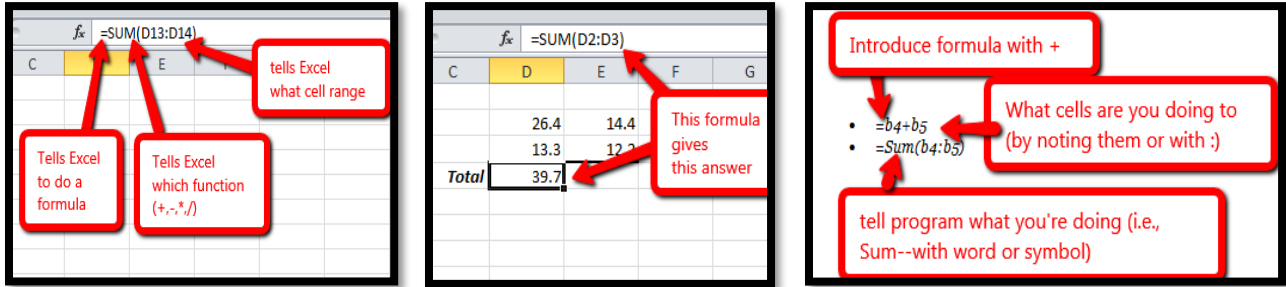 fx =SUM(D13:D14)
C E
tells Excel
what cell range
Tells Excel
to do a
formula
Tells Excel
which function
(+,-,*,/)
fx =SUM(D2:D3)
C D E F G
26.4 14.4
13.3
Total 39.7
This formula
gives
this answer
Introduce formula with +
What cells are you doing to
(by noting them or with :)
• =b4+b5
• =Sum(b4:b5)
tell program what you're doing (i.e.,
Sum--with word or symbol)